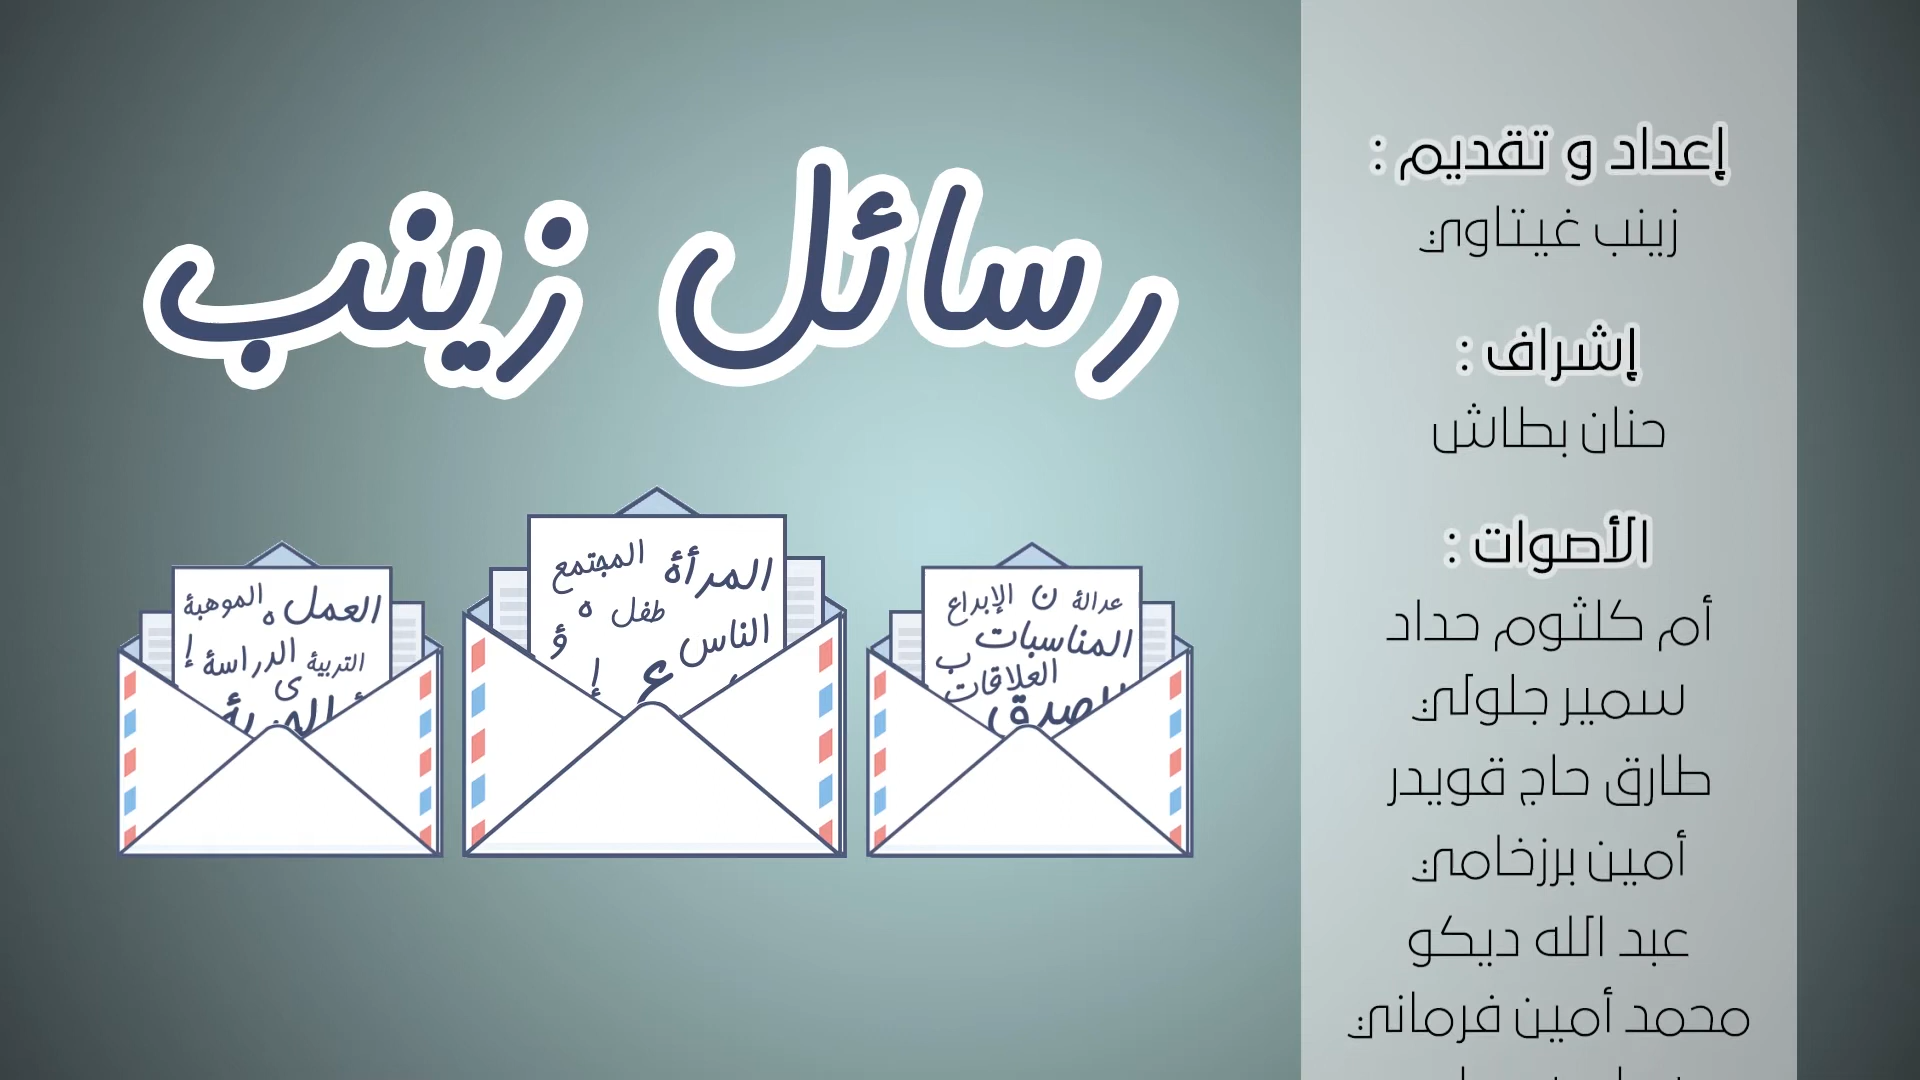 رسائل زينب
إعداد و تقديم :
زينب غيتاوي
إشراف :
حنان بطاش
الأصوات :
أم كلثوم حداد
سمير جلولي
طارق حاج قويدر
أمين برزخامي
عبد الله ديكو
محمد أمين فرماني
عدالة ن الإبداع
المناسبات
ب العلاقات
الصدق
المرأة المجتمع
طفل ه
الناس ؤ
ء إ
العمل ه الموهبة
التربية الدراسة إ
ى